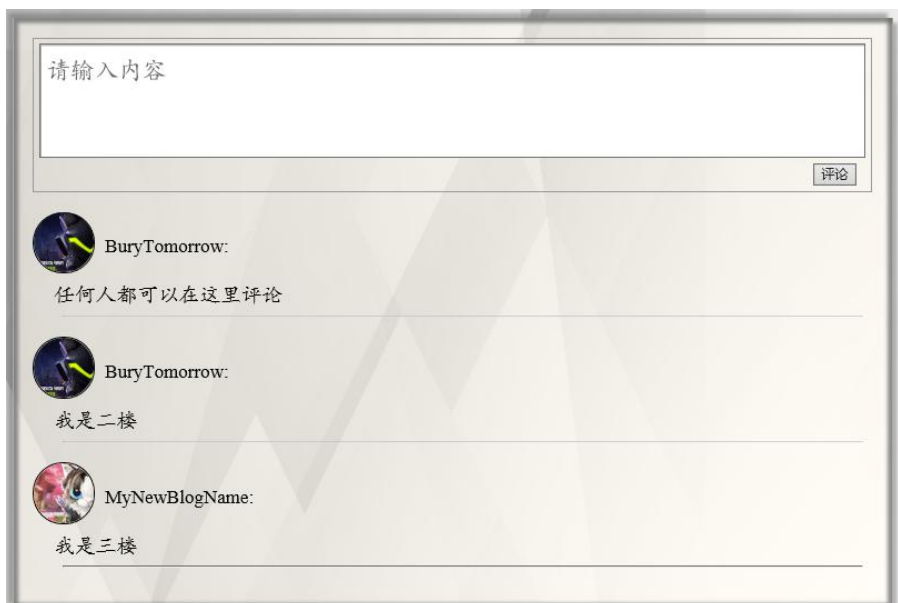 请输入内容
评论
BuryTomorrow:
任何人都可以在这里评论
BuryTomorrow:
我是二楼
MyNewBlogName:
我是三楼